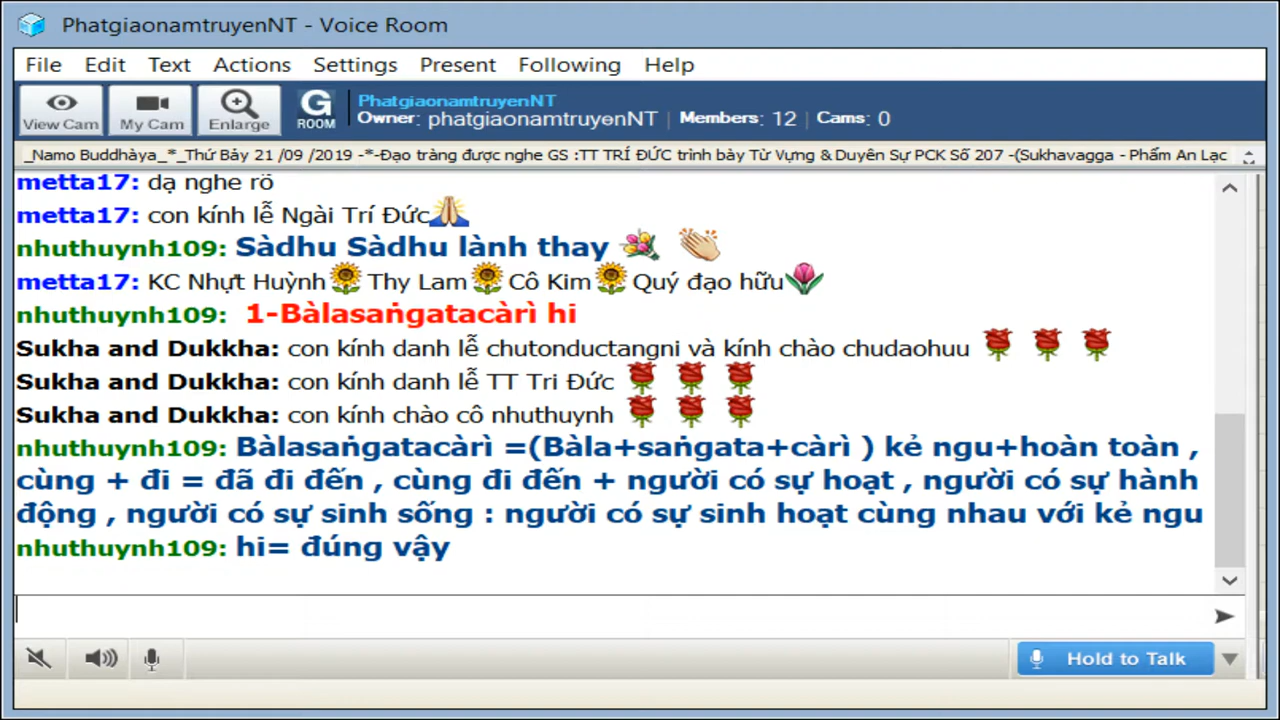 PhatgiaonamtruyenNT - Voice Room
File Edit Text Actions Settings Present Following Help
View Cam My Cam Enlarge G ROOM PhatgiaonamtruyenNT
Owner: phatgiaonamtruyenNT | Members: 12 | Cams: 0
_Namo Buddhàya_*_Thứ Bảy 21 /09 /2019 -*-Đạo tràng được nghe GS :TT TRÍ ĐỨC trình bày Từ Vựng & Duyên Sự PCK Số 207 -(Sukhavagga - Phẩm An Lạc
metta17: dạ nghe rõ
metta17: con kính lễ Ngài Trí Đức🙏
nhuthuynh109: Sàdhu Sàdhu lành thay 💐 👏
metta17: KC Nhựt Huỳnh🌻Thy Lam🌻Cô Kim🌻Quý đạo hữu🌷
nhuthuynh109: 1-Bàlasaṅgatacàrì hi
Sukha and Dukkha: con kính danh lễ chutonductangni và kính chào chudaohuu 🌹 🌹 🌹
Sukha and Dukkha: con kính danh lễ TT Tri Đức 🌹 🌹 🌹
Sukha and Dukkha: con kính chào cô nhuthuynh 🌹 🌹 🌹
nhuthuynh109: Bàlasaṅgatacàrì =(Bàla+saṅgata+càrì ) kẻ ngu+hoàn toàn ,
cùng + đi = đã đi đến , cùng đi đến + người có sự hoạt , người có sự hành
động , người có sự sinh sống : người có sự sinh hoạt cùng nhau với kẻ ngu
nhuthuynh109: hi= đúng vậy
Hold to Talk